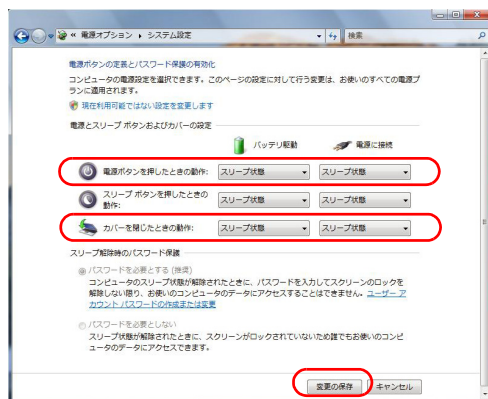 « 電源オプション ▸ システム設定
検索
電源ボタンの定義とパスワード保護の有効化
コンピュータの電源設定を選択できます。このページの設定に対して行う変更は、お使いのすべての電源プ
ランに適用されます。
現在利用可能ではない設定を変更します
電源とスリープ ボタンおよびカバーの設定
バッテリ駆動 電源に接続
電源ボタンを押したときの動作: スリープ状態 スリープ状態
スリープ ボタンを押したときの
動作: スリープ状態 スリープ状態
カバーを閉じたときの動作: スリープ状態 スリープ状態
スリープ解除時のパスワード保護
パスワードを必要とする (推奨)
コンピュータのスリープ状態が解除されたときに、パスワードを入力してスクリーンのロックを
解除しない限り、お使いのコンピュータのデータにアクセスすることはできません。ユーザー ア
カウント パスワードの作成または変更
パスワードを必要としない
スリープ状態が解除されたときに、スクリーンがロックされていないため誰でもお使いのコンピ
ュータのデータにアクセスできます。
変更の保存 キャンセル